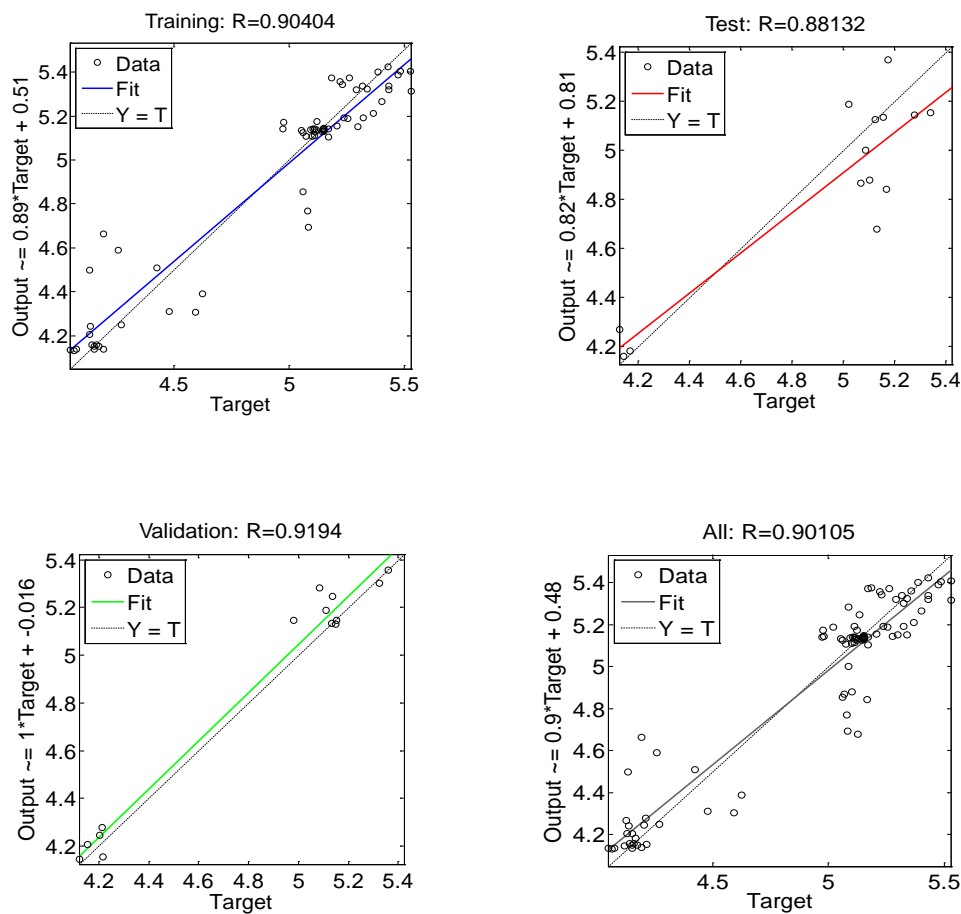 Training: R=0.90404
Data
Fit
Y = T
Output ~= 0.89*Target + 0.51
5.4
5.2
5
4.8
4.6
4.4
4.2
4.5
5
5.5
Target
Test: R=0.88132
Data
Fit
Y = T
Output ~= 0.82*Target + 0.81
5.4
5.2
5
4.8
4.6
4.4
4.2
4.2
4.4
4.6
4.8
5
5.2
5.4
Target
Validation: R=0.9194
Data
Fit
Y = T
Output ~= 1*Target + -0.016
5.4
5.2
5
4.8
4.6
4.4
4.2
4.2
4.4
4.6
4.8
5
5.2
5.4
Target
All: R=0.90105
Data
Fit
Y = T
Output ~= 0.9*Target + 0.48
5.4
5.2
5
4.8
4.6
4.4
4.2
4.5
5
5.5
Target